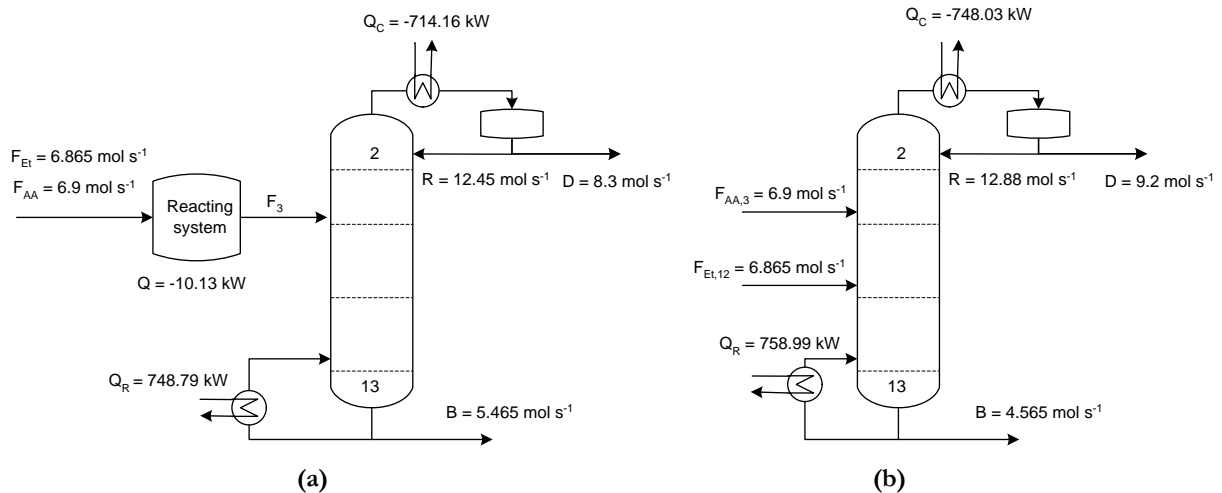 Q_C = -714.16 kW
2
R = 12.45 mol s⁻¹
D = 8.3 mol s⁻¹
F_Et = 6.865 mol s⁻¹
F_AA = 6.9 mol s⁻¹
Reacting
system
F_3
Q = -10.13 kW
Q_R = 748.79 kW
13
B = 5.465 mol s⁻¹
(a)
Q_C = -748.03 kW
2
R = 12.88 mol s⁻¹
D = 9.2 mol s⁻¹
F_AA,3 = 6.9 mol s⁻¹
F_Et,12 = 6.865 mol s⁻¹
Q_R = 758.99 kW
13
B = 4.565 mol s⁻¹
(b)